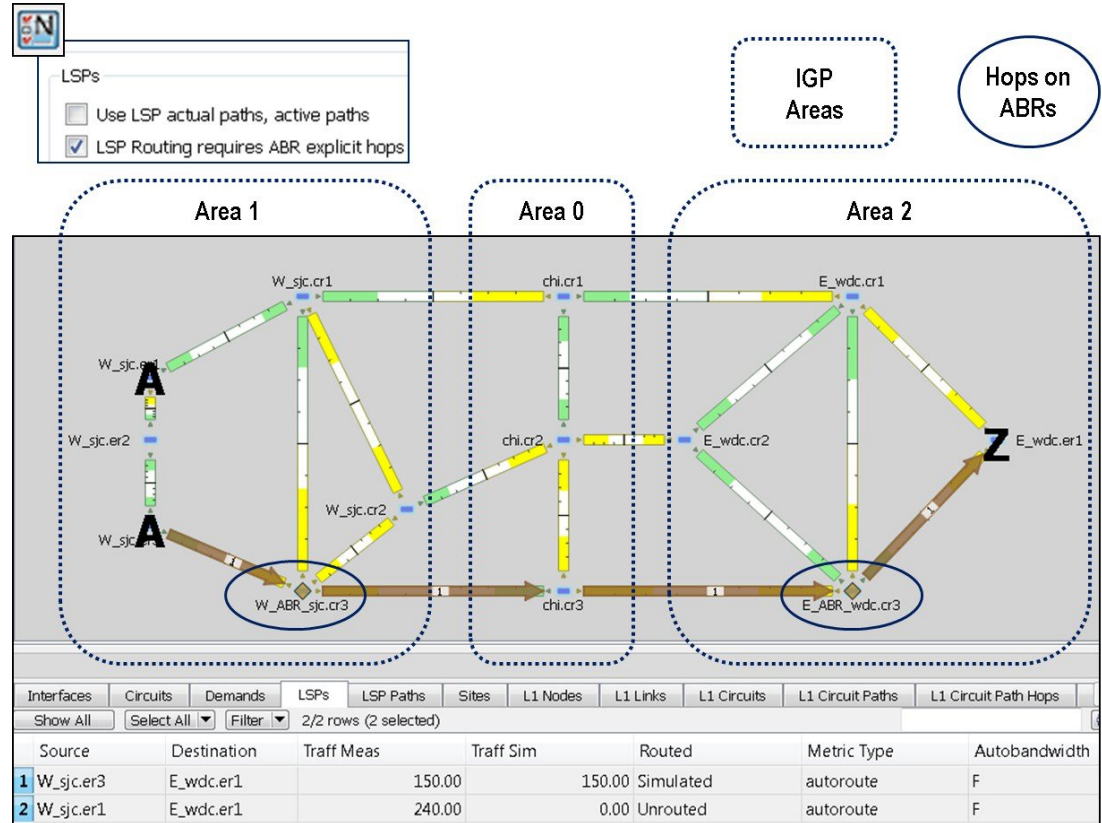 N
LSPs
Use LSP actual paths, active paths
LSP Routing requires ABR explicit hops
IGP
Areas
Hops on
ABRs
Area 1
Area 0
Area 2
W_sjc.cr1
chi.cr1
E_wdc.cr1
W_sjc.er1
A
W_sjc.er2
chi.cr2
E_wdc.cr2
Z
E_wdc.er1
W_sjc.cr2
W_sjc
A
1
1
1
1
W_ABR_sjc.cr3
chi.cr3
E_ABR_wdc.cr3
Interfaces Circuits Demands LSPs LSP Paths Sites L1 Nodes L1 Links L1 Circuits L1 Circuit Paths L1 Circuit Path Hops
Show All Select All Filter 2/2 rows (2 selected)
Source Destination Traff Meas Traff Sim Routed Metric Type Autobandwidth
1 W_sjc.er3 E_wdc.er1 150.00 150.00 Simulated autoroute F
2 W_sjc.er1 E_wdc.er1 240.00 0.00 Unrouted autoroute F